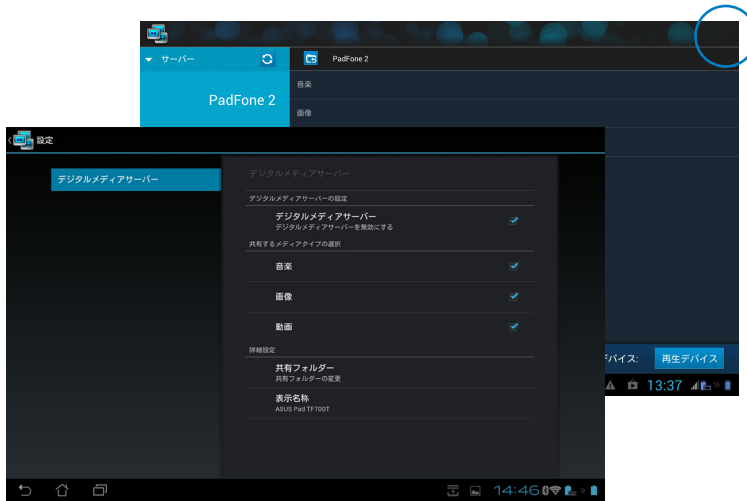 サーバー
PadFone 2
PadFone 2
音楽
画像
設定
デジタルメディアサーバー
デジタルメディアサーバー
デジタルメディアサーバーの設定
デジタルメディアサーバー
デジタルメディアサーバーを無効にする
共有するメディアタイプの選択
音楽
画像
動画
詳細設定
共有フォルダー
共有フォルダーの変更
表示名称
ASUS Pad TF700T
デバイス:
再生デバイス
13:37
14:46